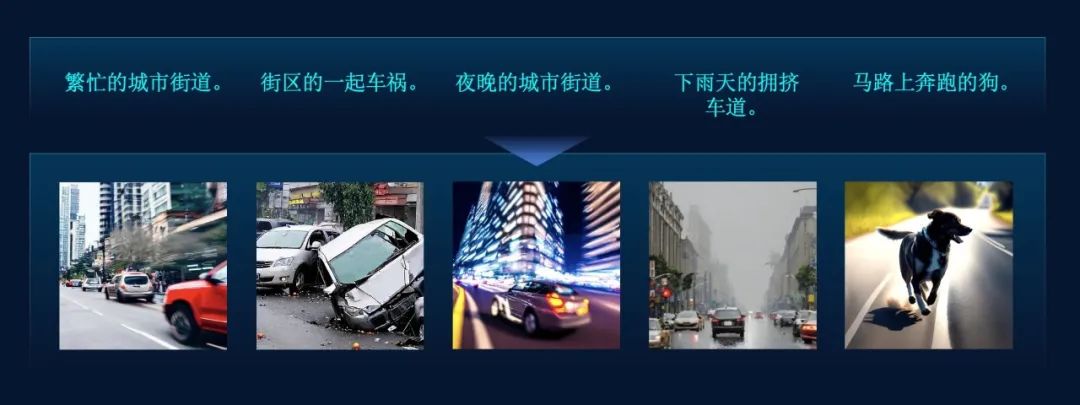 繁忙的城市街道。
街区的一起车祸。
夜晚的城市街道。
下雨天的拥挤
车道。
马路上奔跑的狗。